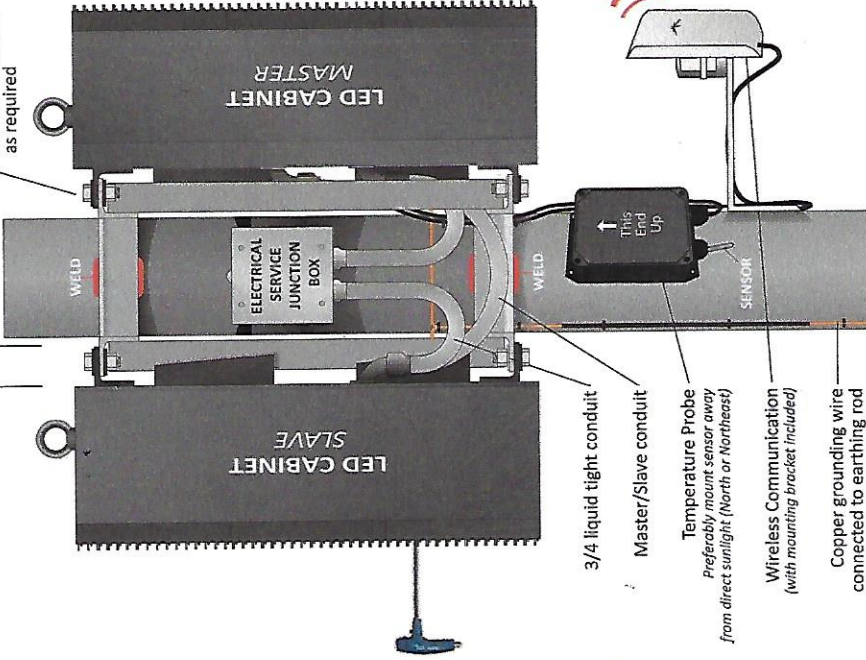 as required
LED CABINET
MASTER
WELD
ELECTRICAL
SERVICE
JUNCTION
BOX
WELD
This
End
Up
SENSOR
LED CABINET
SLAVE
3/4 liquid tight conduit
Master/Slave conduit
Temperature Probe
Preferably mount sensor away
from direct sunlight (North or Northeast)
Wireless Communication
(with mounting bracket included)
Copper grounding wire
connected to earthing rod